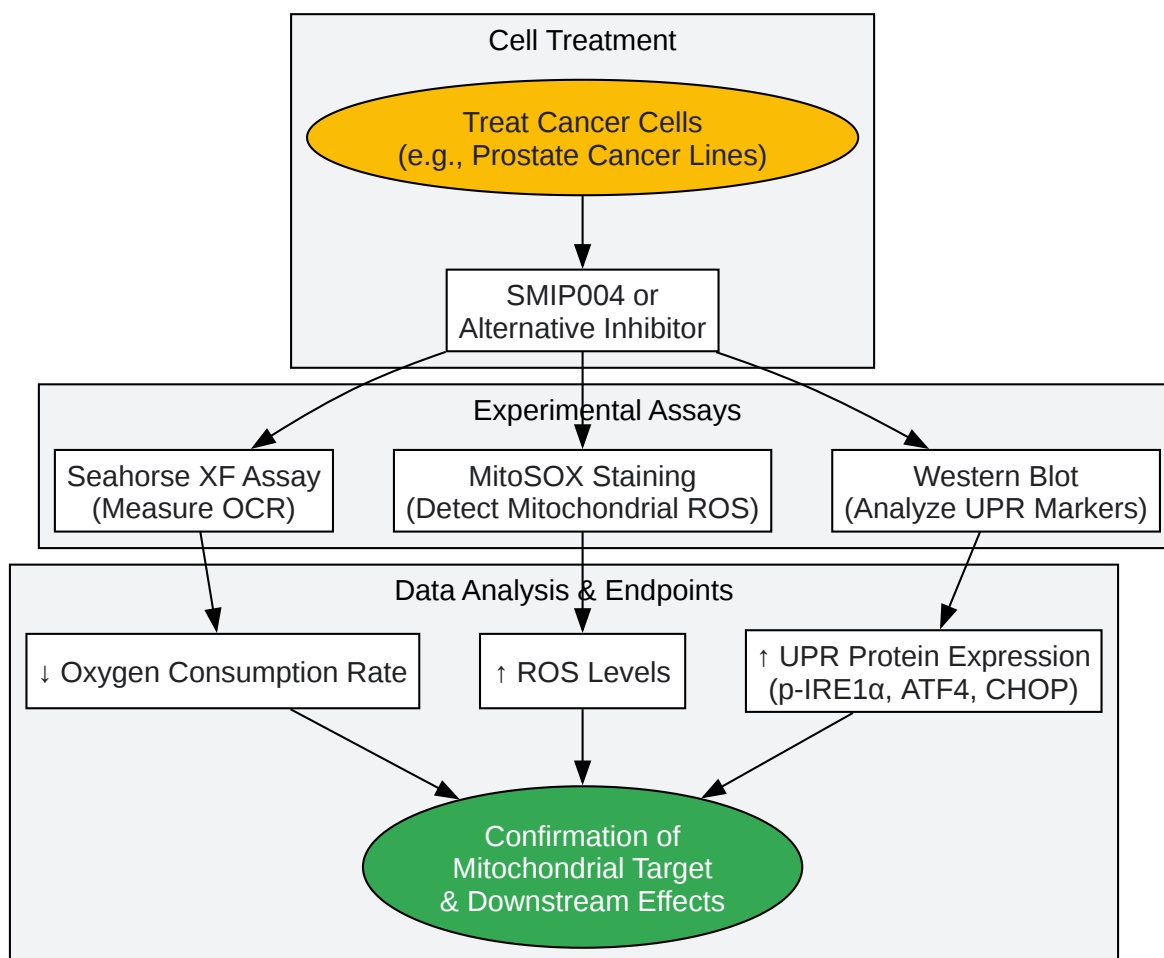 Cell Treatment
Treat Cancer Cells
(e.g., Prostate Cancer Lines)
SMIP004 or
Alternative Inhibitor
Experimental Assays
Seahorse XF Assay
(Measure OCR)
MitoSOX Staining
(Detect Mitochondrial ROS)
Western Blot
(Analyze UPR Markers)
Data Analysis & Endpoints
↓ Oxygen Consumption Rate
↑ ROS Levels
↑ UPR Protein Expression
(p-IRE1α, ATF4, CHOP)
Confirmation of
Mitochondrial Target
& Downstream Effects